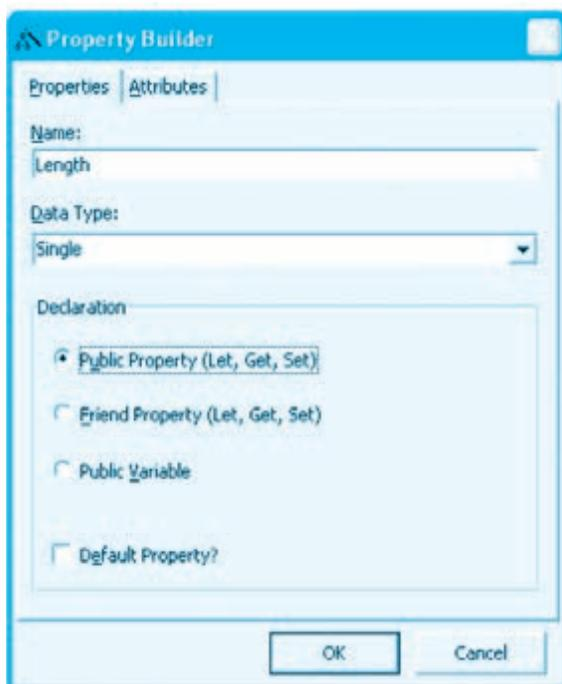 Property Builder
Properties Attributes
Name:
Length
Data Type:
Single
Declaration
Public Property (Let, Get, Set)
Friend Property (Let, Get, Set)
Public Variable
Default Property?
OK Cancel